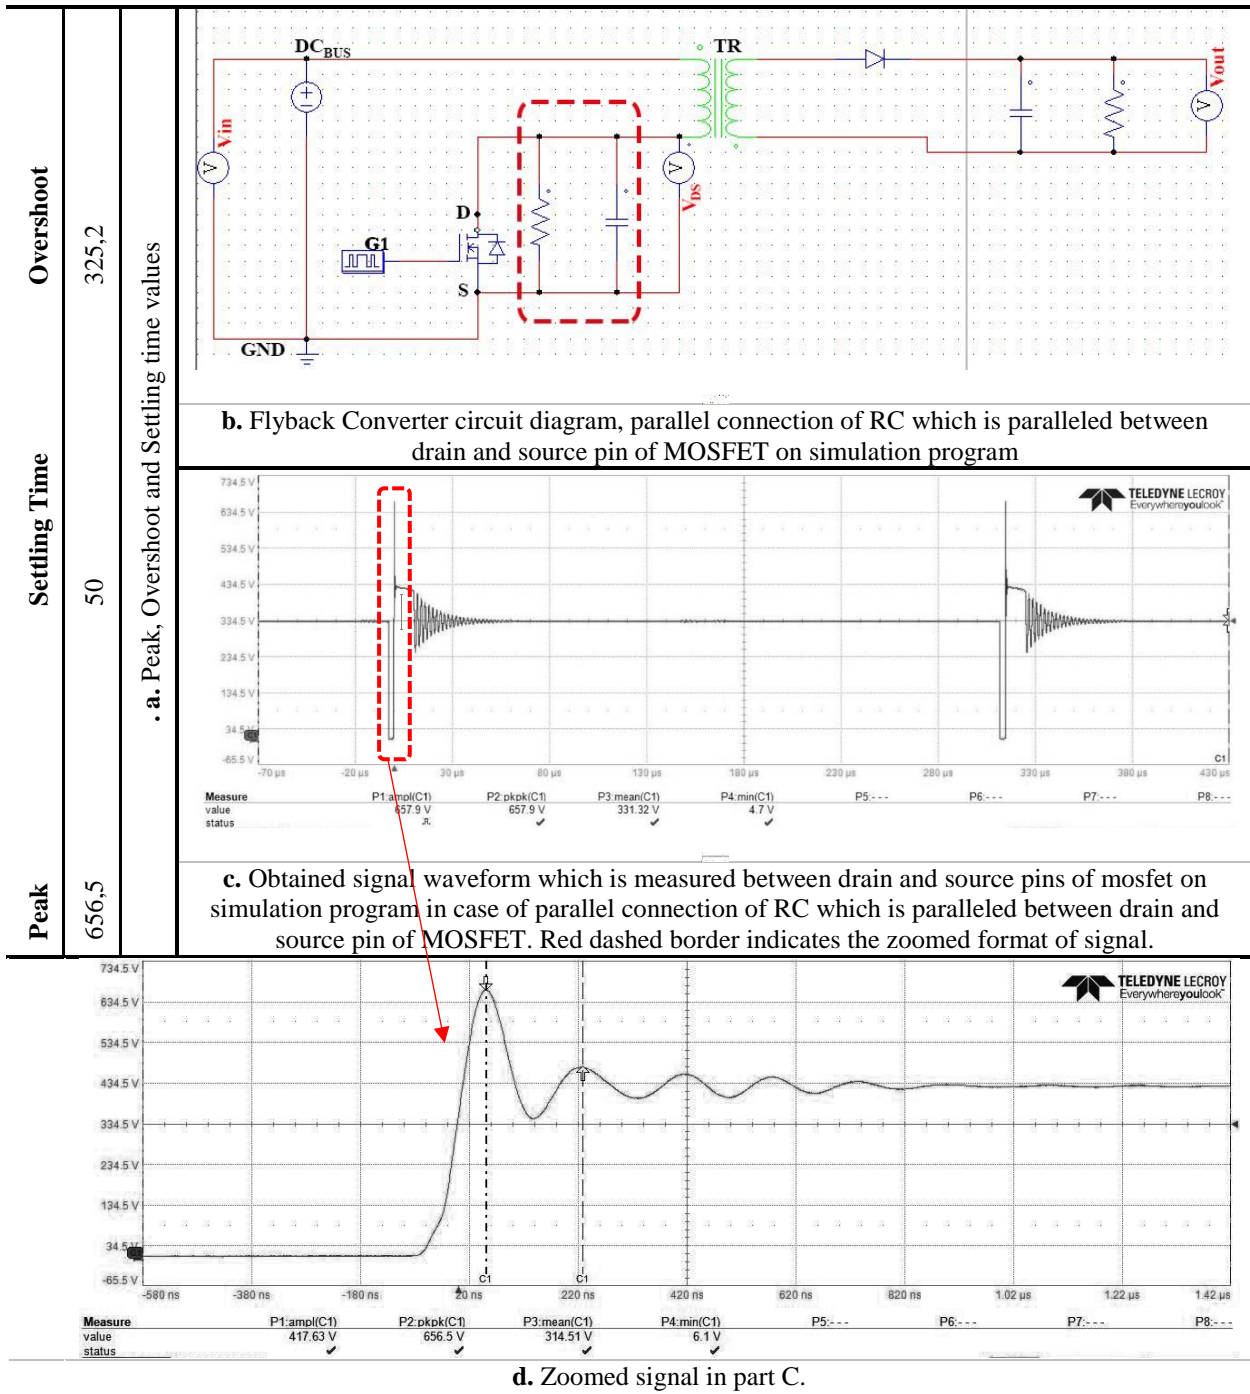 Overshoot
325,2
Settling Time
50
Peak
656,5
. a. Peak, Overshoot and Settling time values
DCBUS
TR
Vin
V
VDS
V
Vout
V
D
G1
S
GND
b. Flyback Converter circuit diagram, parallel connection of RC which is paralleled between
drain and source pin of MOSFET on simulation program
734.5 V
634.5 V
534.5 V
434.5 V
334.5 V
234.5 V
134.5 V
34.5 V
-65.5 V
TELEDYNE LECROY
Everywhereyoulook
C1
-70 µs -20 µs 30 µs 80 µs 130 µs 180 µs 230 µs 280 µs 330 µs 380 µs 430 µs
Measure P1:ampl(C1) P2:pkpk(C1) P3:mean(C1) P4:min(C1) P5:- - - P6:- - - P7:- - - P8:- - -
value 657.9 V 657.9 V 331.32 V 4.7 V
status
c. Obtained signal waveform which is measured between drain and source pins of mosfet on
simulation program in case of parallel connection of RC which is paralleled between drain and
source pin of MOSFET. Red dashed border indicates the zoomed format of signal.
734.5 V
634.5 V
534.5 V
434.5 V
334.5 V
234.5 V
134.5 V
34.5 V
-65.5 V
TELEDYNE LECROY
Everywhereyoulook
C1 C1
-580 ns -380 ns -180 ns 20 ns 220 ns 420 ns 620 ns 820 ns 1.02 µs 1.22 µs 1.42 µs
Measure P1:ampl(C1) P2:pkpk(C1) P3:mean(C1) P4:min(C1) P5:- - - P6:- - - P7:- - - P8:- - -
value 417.63 V 656.5 V 314.51 V 6.1 V
status
d. Zoomed signal in part C.